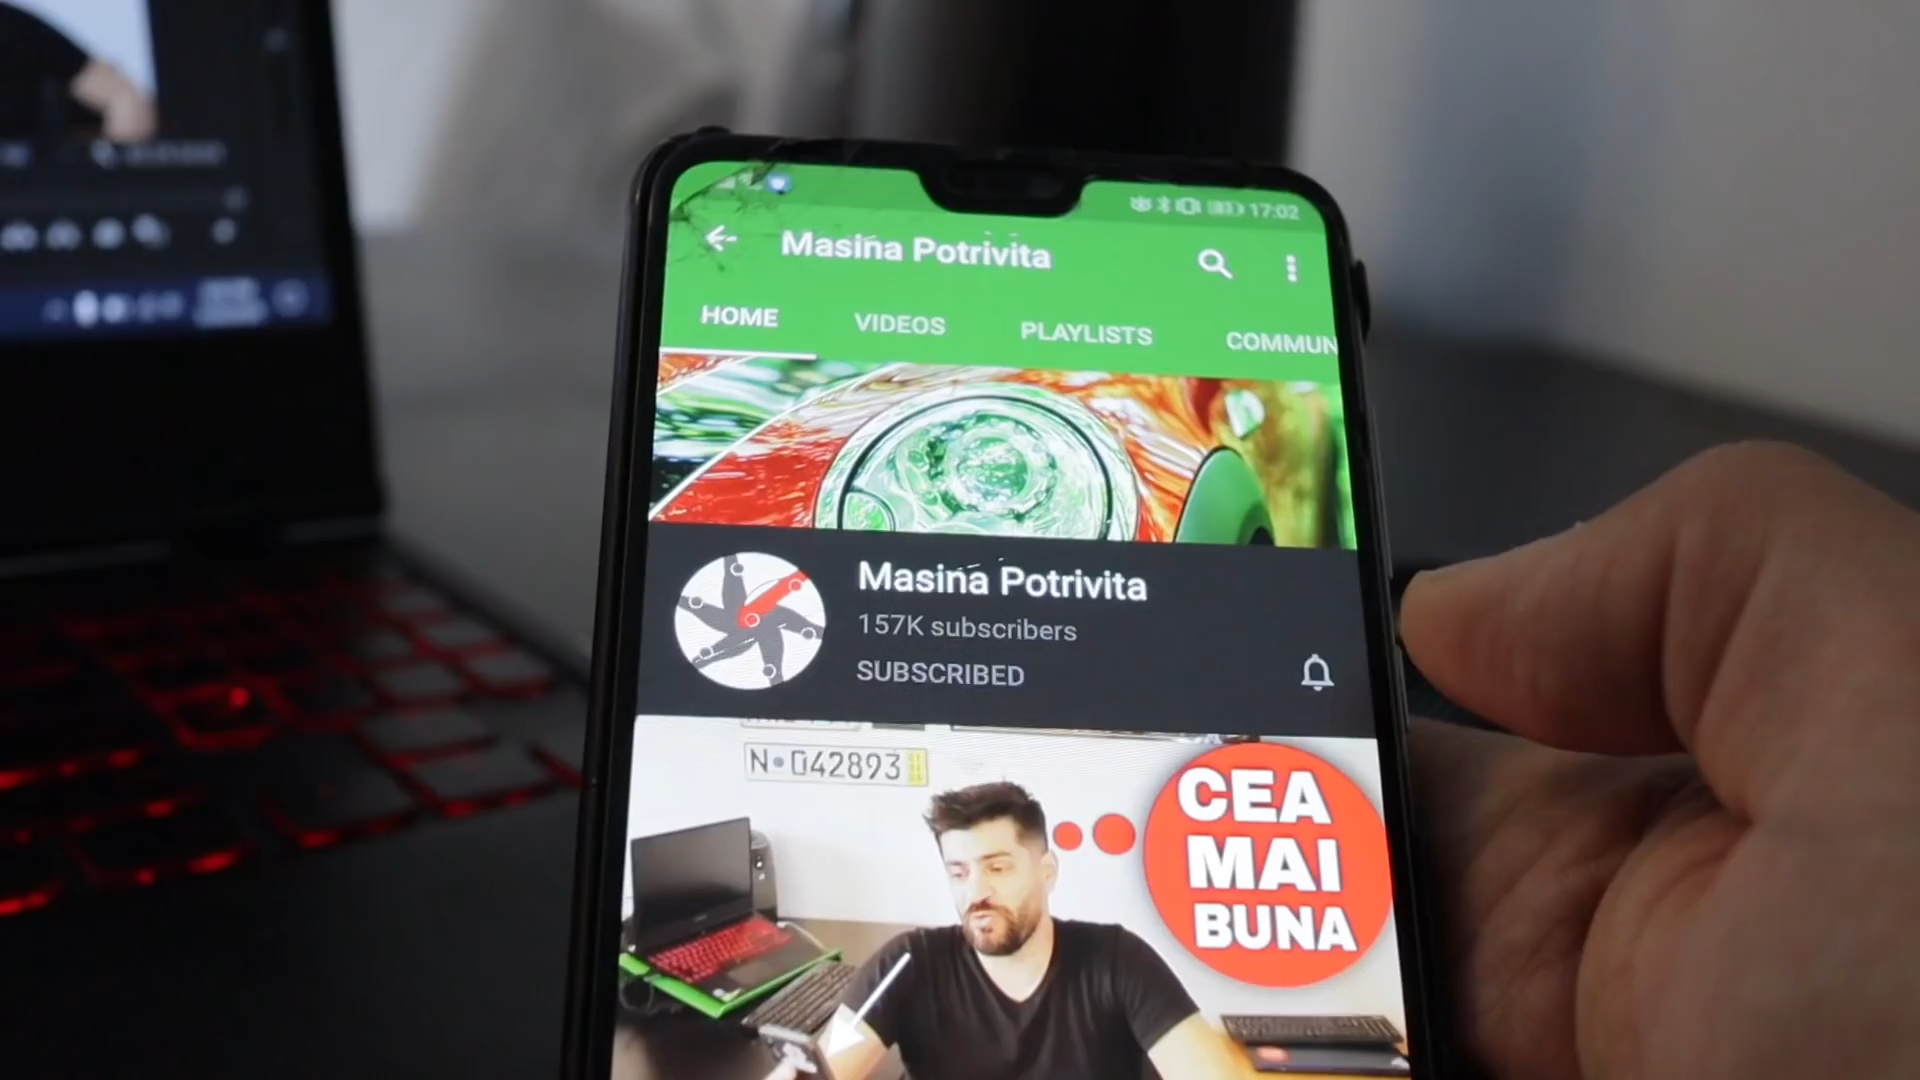 17:02
Masina Potrivita
HOME VIDEOS PLAYLISTS COMMUN
Masina Potrivita
157K subscribers
SUBSCRIBED
N 042893
CEA
MAI
BUNA